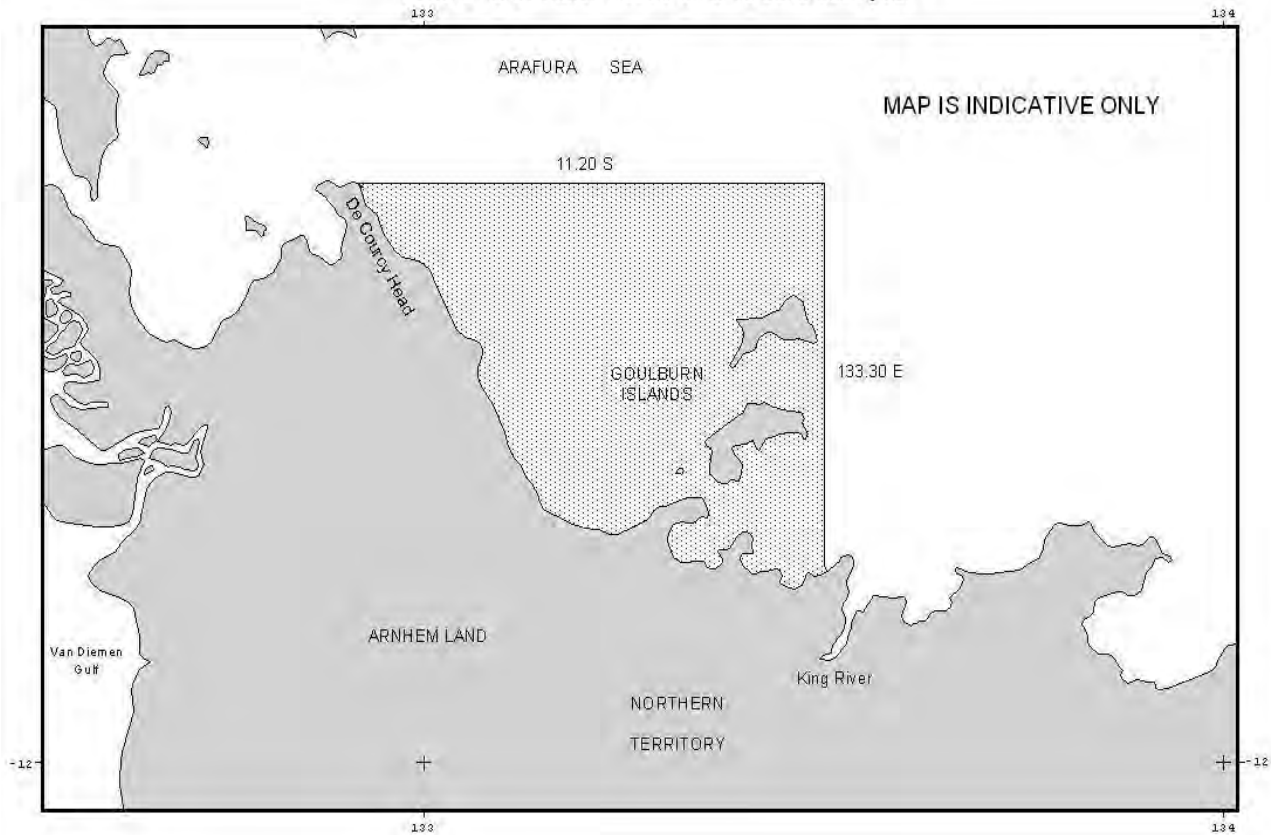 133 134
ARAFURA SEA
MAP IS INDICATIVE ONLY
11.20 S
De Courcy Head
133.30 E
GOULBURN
ISLANDS
ARNHEM LAND
Van Diemen
Gulf
King River
NORTHERN
TERRITORY
-12 -12
133 134